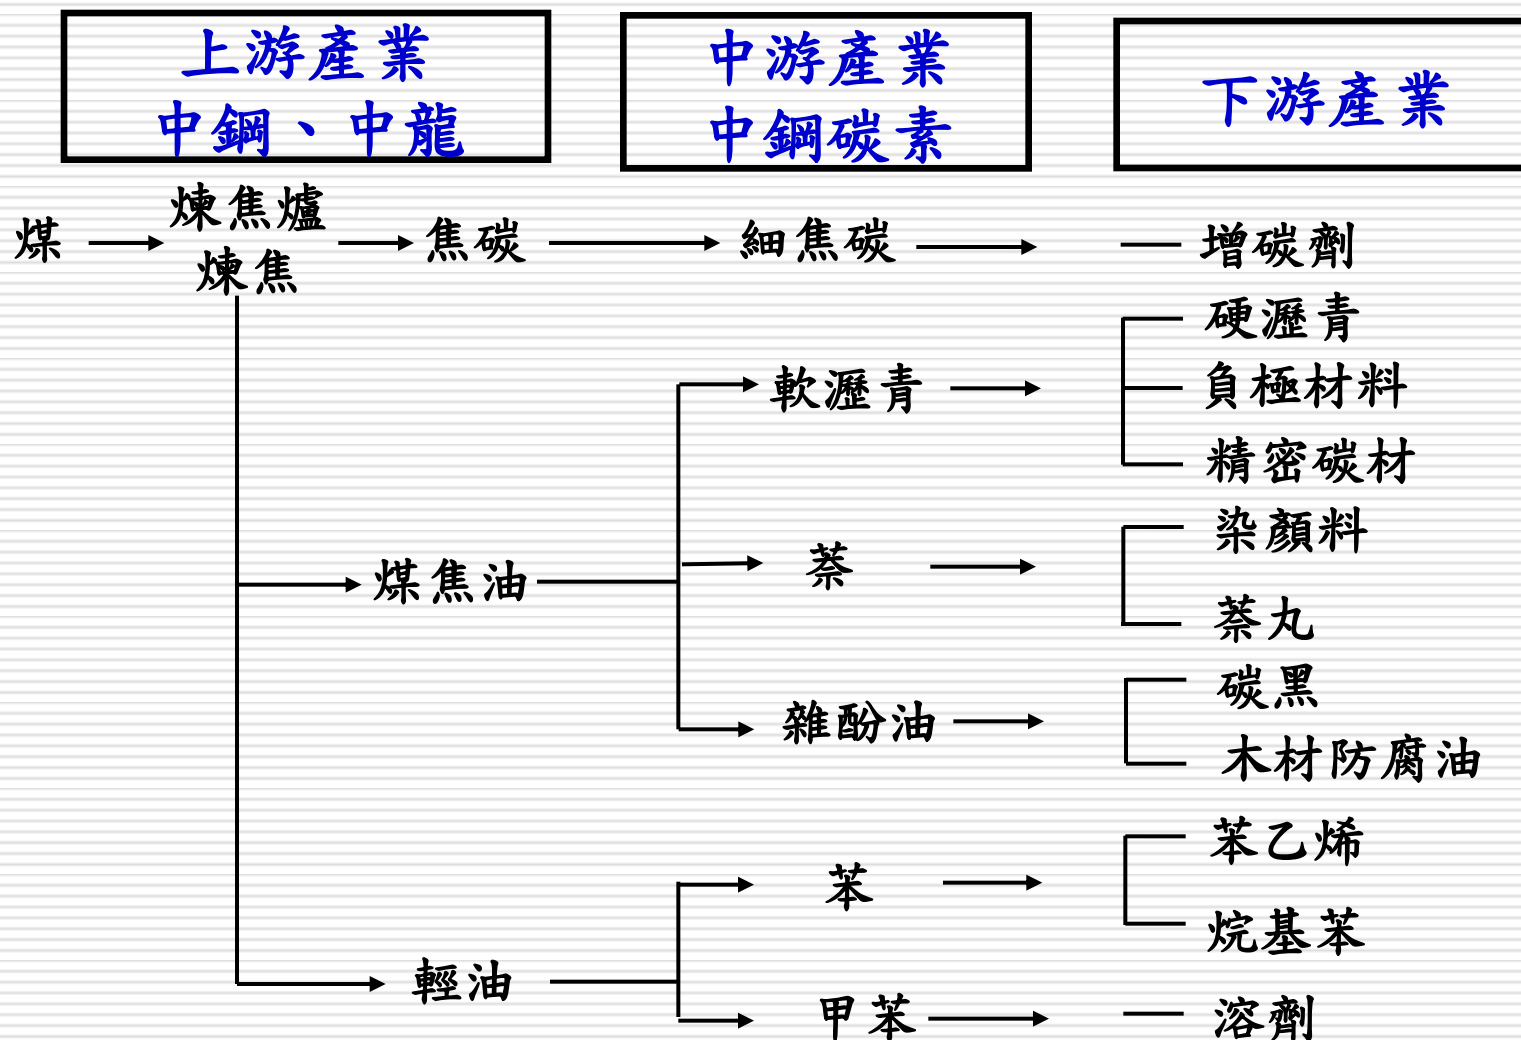 上游產業
中鋼、中龍
中游產業
中鋼碳素
下游產業
煤
煉焦爐
煉焦
焦碳
細焦碳
增碳劑
硬瀝青
軟瀝青
負極材料
精密碳材
染顏料
煤焦油
萘
萘丸
碳黑
雜酚油
木材防腐油
苯乙烯
苯
烷基苯
輕油
甲苯
溶劑